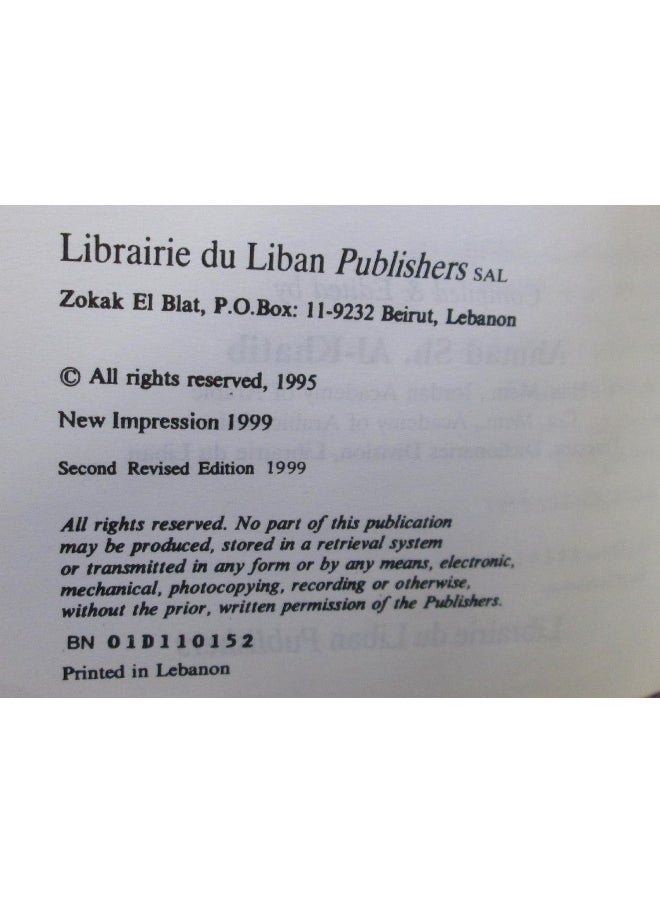 Librairie du Liban Publishers SAL
Zokak El Blat, P.O.Box: 11-9232 Beirut, Lebanon
© All rights reserved, 1995
New Impression 1999
Second Revised Edition 1999
All rights reserved. No part of this publication
may be produced, stored in a retrieval system
or transmitted in any form or by any means, electronic,
mechanical, photocopying, recording or otherwise,
without the prior, written permission of the Publishers.
BN 01D110152
Printed in Lebanon